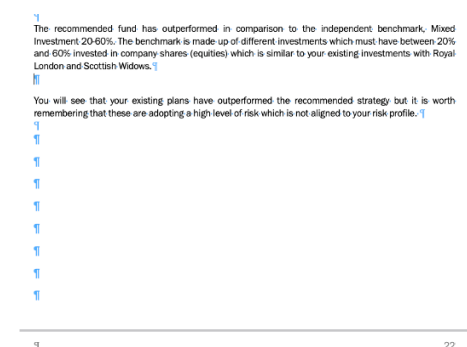 The recommended fund has outperformed in comparison to the independent benchmark, Mixed
Investment 20-60%. The benchmark is made up of different investments which must have between 20%
and 60% invested in company shares (equities) which is similar to your existing investments with Royal
London and Scottish Widows.
You will see that your existing plans have outperformed the recommended strategy but it is worth
remembering that these are adopting a high level of risk which is not aligned to your risk profile.
22